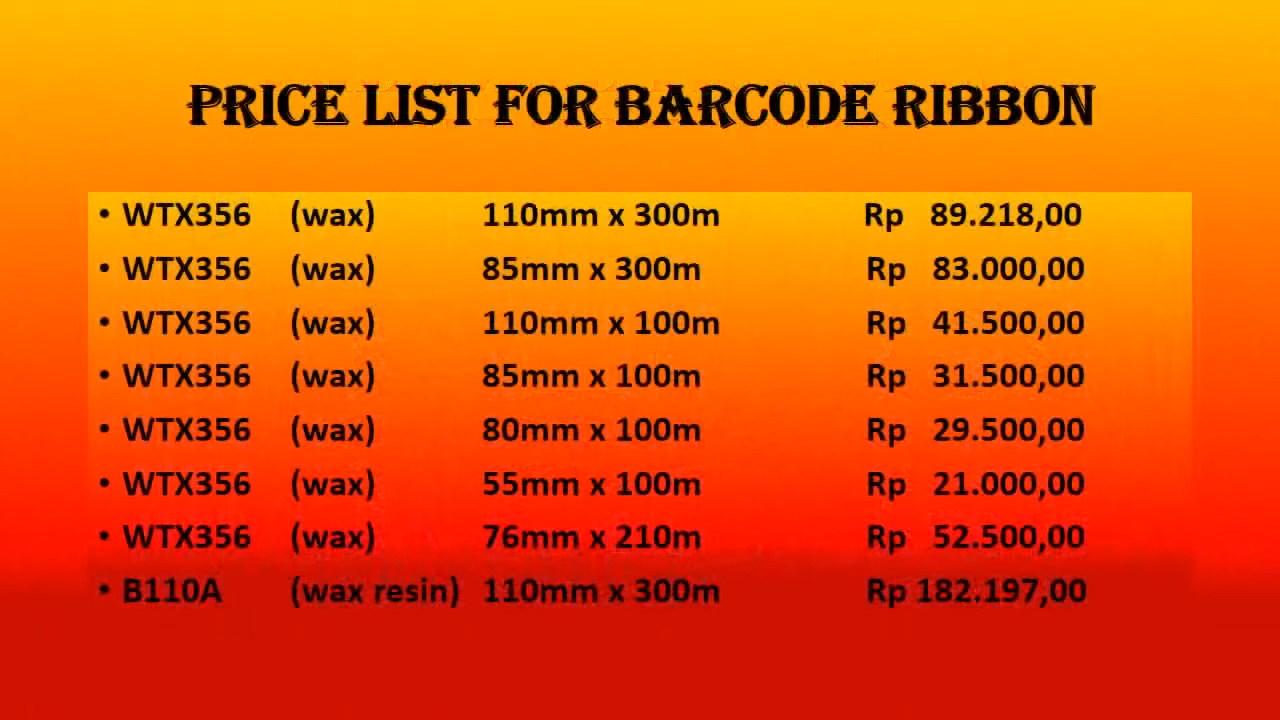 PRICE LIST FOR BARCODE RIBBON
• WTX356 (wax) 110mm x 300m Rp 89.218,00
• WTX356 (wax) 85mm x 300m Rp 83.000,00
• WTX356 (wax) 110mm x 100m Rp 41.500,00
• WTX356 (wax) 85mm x 100m Rp 31.500,00
• WTX356 (wax) 80mm x 100m Rp 29.500,00
• WTX356 (wax) 55mm x 100m Rp 21.000,00
• WTX356 (wax) 76mm x 210m Rp 52.500,00
• B110A (wax resin) 110mm x 300m Rp 182.197,00